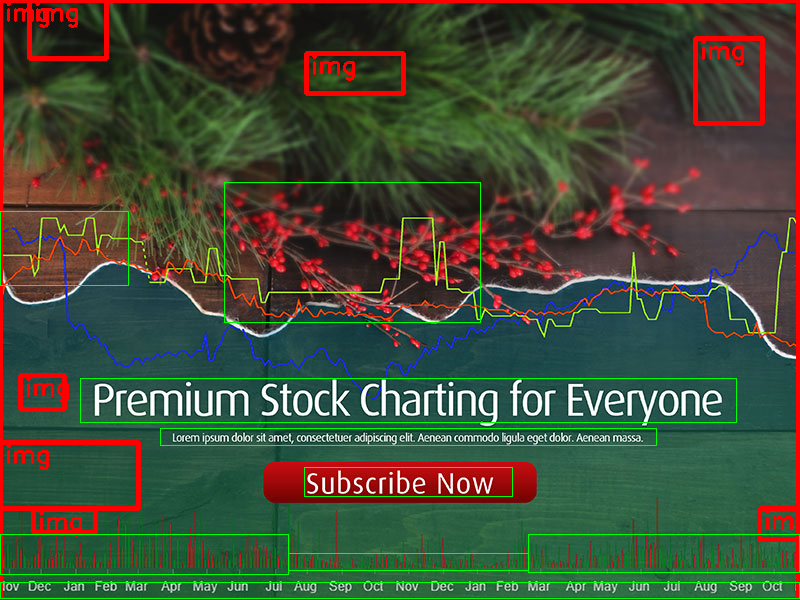 img
img
img
img
img
Premium Stock Charting for Everyone
Lorem ipsum dolor sit amet, consectetuer adipiscing elit. Aenean commodo ligula eget dolor. Aenean massa.
img
Subscribe Now
img
im
Nov Dec Jan Feb Mar Apr May Jun Jul Aug Sep Oct Nov Dec Jan Feb Mar Apr May Jun Jul Aug Sep Oct